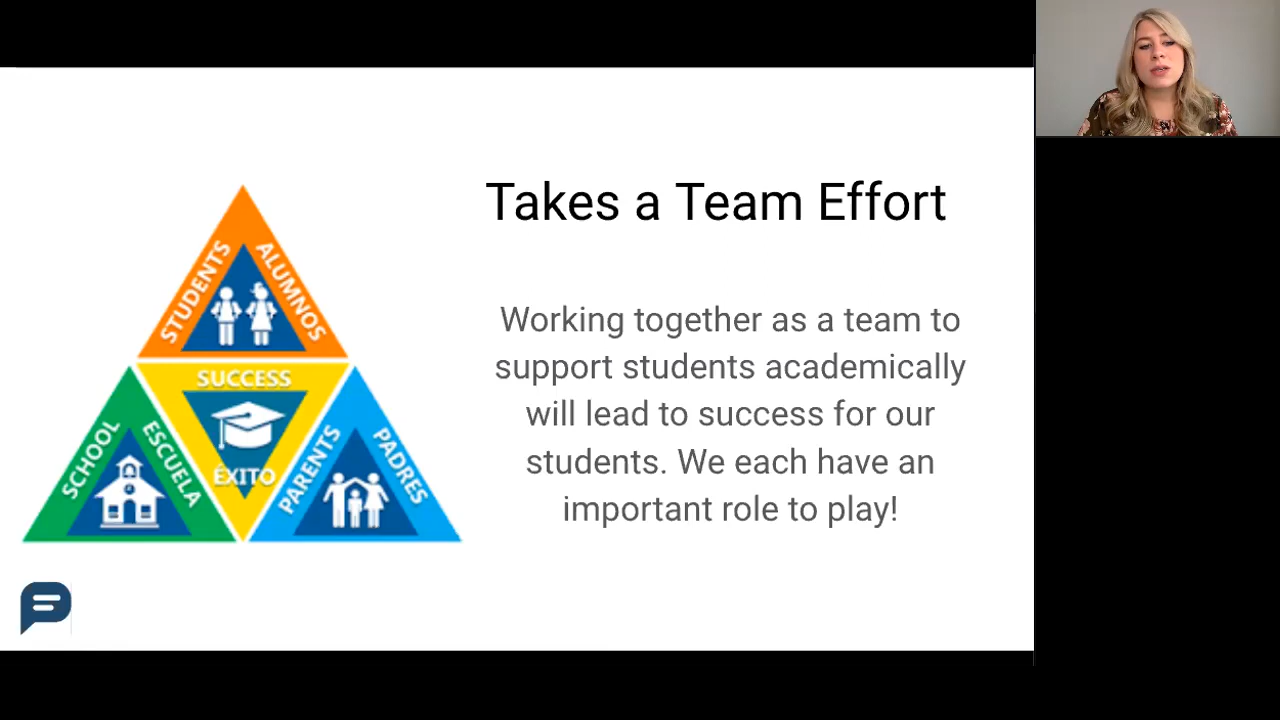 Takes a Team Effort
Working together as a team to
support students academically
will lead to success for our
students. We each have an
important role to play!
STUDENTS
ALUMNOS
SUCCESS
ÉXITO
SCHOOL
ESCUELA
PARENTS
PADRES